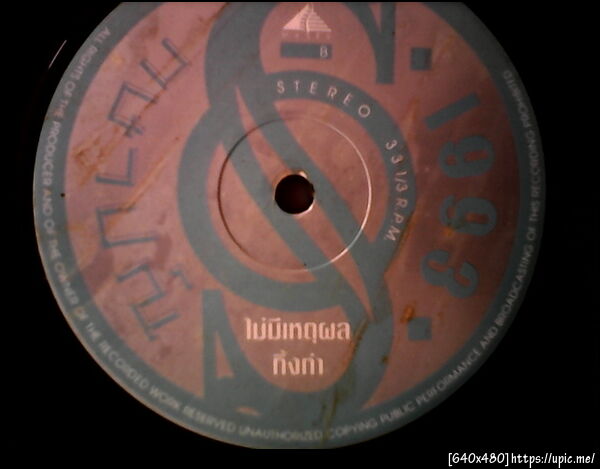 B
STEREO 33 1/3 R.P.M
1993
ไม่มีเหตุผล
กิ้งก่า
ALL RIGHTS OF THE PRODUCER AND OF THE OWNER OF THE RECORDED WORK RESERVED UNAUTHORIZED COPYING PUBLIC PERFORMANCE AND BROADCASTING OF THIS RECORDING PROHIBITED
[640x480]https://upic.me/